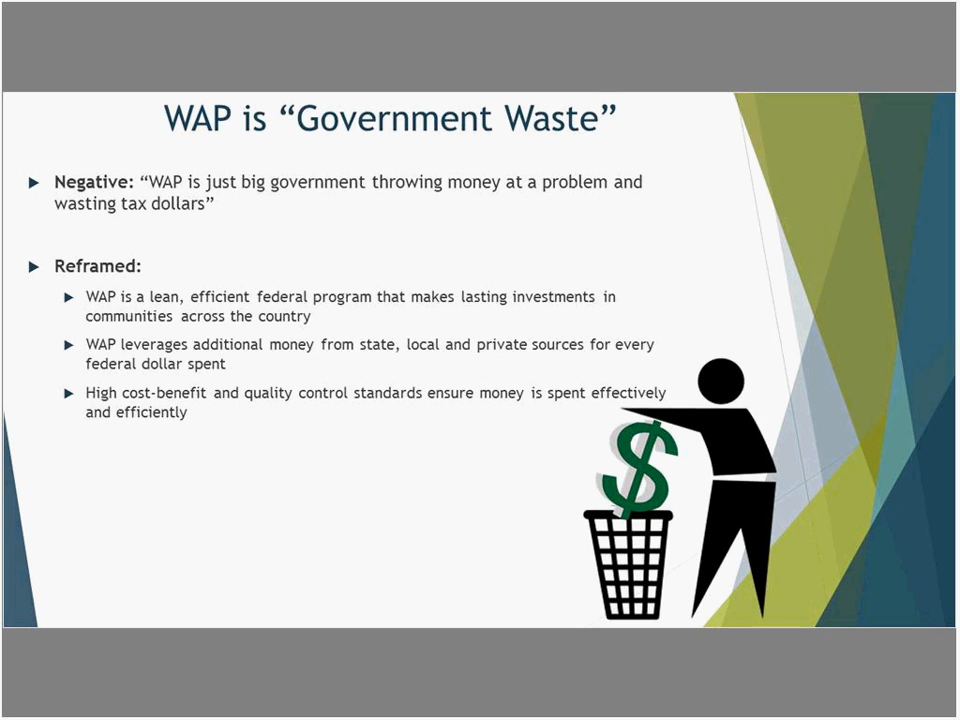 WAP is “Government Waste”
Negative: “WAP is just big government throwing money at a problem and
wasting tax dollars”
Reframed:
WAP is a lean, efficient federal program that makes lasting investments in
communities across the country
WAP leverages additional money from state, local and private sources for every
federal dollar spent
High cost-benefit and quality control standards ensure money is spent effectively
and efficiently
$